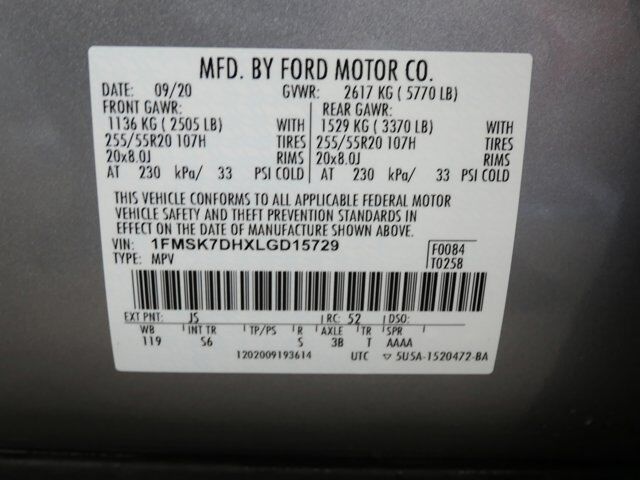 MFD. BY FORD MOTOR CO.
DATE: 09/20 GVWR: 2617 KG ( 5770 LB)
FRONT GAWR: REAR GAWR:
1136 KG ( 2505 LB) WITH 1529 KG ( 3370 LB) WITH
255/55R20 107H TIRES 255/55R20 107H TIRES
20x8.0J RIMS 20x8.0J RIMS
AT 230 kPa/ 33 PSI COLD AT 230 kPa/ 33 PSI COLD
THIS VEHICLE CONFORMS TO ALL APPLICABLE FEDERAL MOTOR
VEHICLE SAFETY AND THEFT PREVENTION STANDARDS IN
EFFECT ON THE DATE OF MANUFACTURE SHOWN ABOVE.
VIN: 1FMSK7DHXLGD15729 F0084
TYPE: MPV T0258
EXT PNT: J5 RC: 52 DSO:
WB INT TR TP/PS R AXLE TR SPR
119 S6 S 3B T AAAA
1202009193614 UTC ▽ 5U5A-1520472-BA